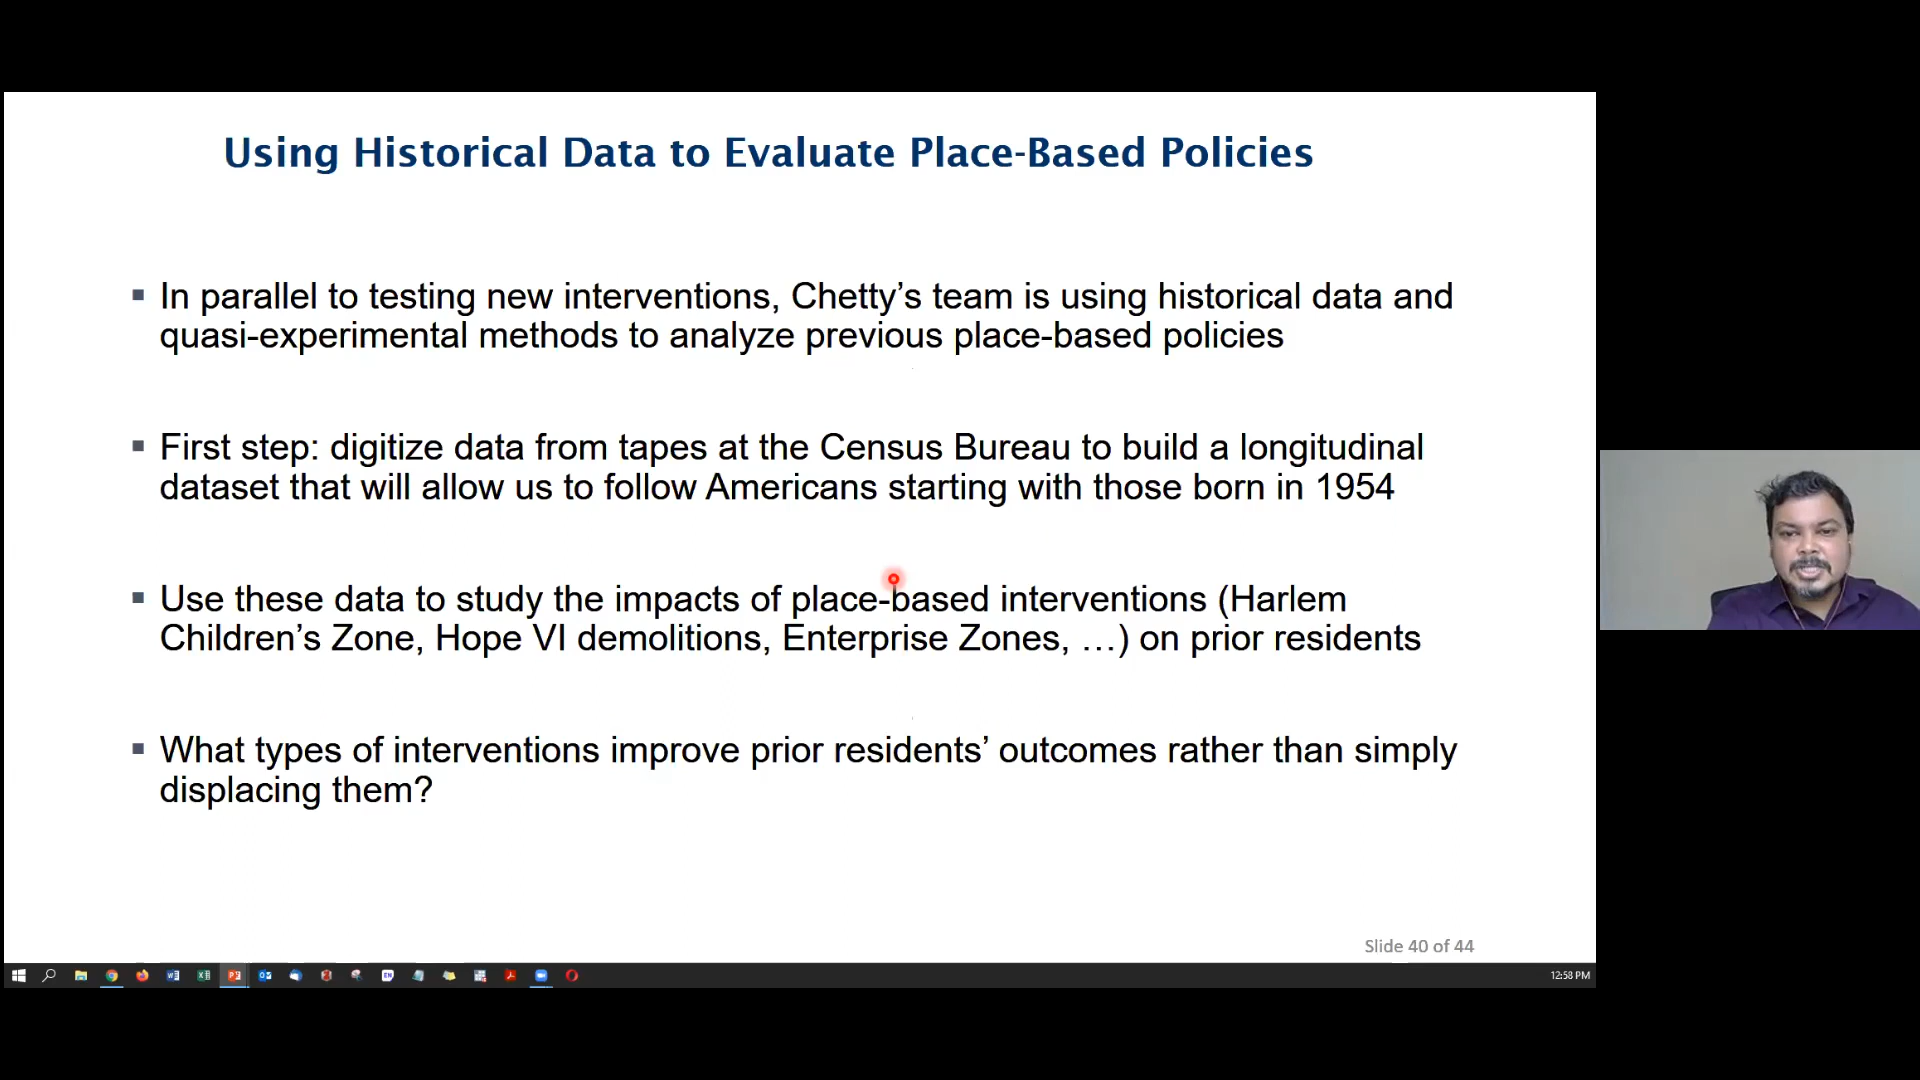 Using Historical Data to Evaluate Place-Based Policies
▪ In parallel to testing new interventions, Chetty’s team is using historical data and
quasi-experimental methods to analyze previous place-based policies
▪ First step: digitize data from tapes at the Census Bureau to build a longitudinal
dataset that will allow us to follow Americans starting with those born in 1954
▪ Use these data to study the impacts of place-based interventions (Harlem
Children’s Zone, Hope VI demolitions, Enterprise Zones, …) on prior residents
▪ What types of interventions improve prior residents’ outcomes rather than simply
displacing them?
Slide 40 of 44
12:58 PM